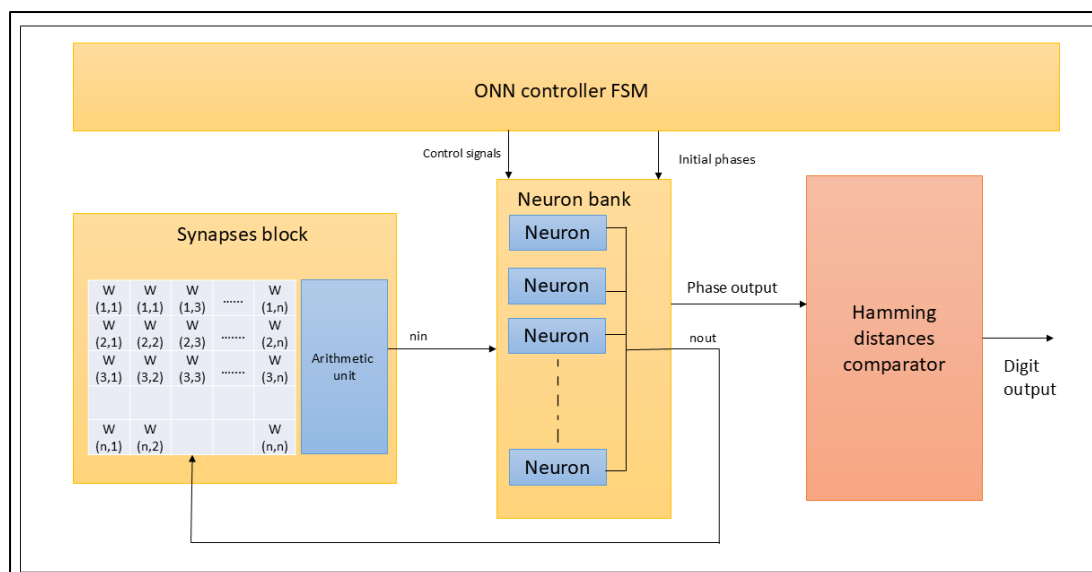 ONN controller FSM
Control signals
Initial phases
Neuron bank
Neuron
Neuron
Neuron
Neuron
Synapses block
W W W W
(1,1) (1,1) (1,3) ...... (1,n)
W W W W
(2,1) (2,2) (2,3) ....... (2,n)
W W W W
(3,1) (3,2) (3,3) ....... (3,n)
W W W
(n,1) (n,2) (n,n)
Arithmetic
unit
nin
nout
Phase output
Hamming
distances
comparator
Digit
output